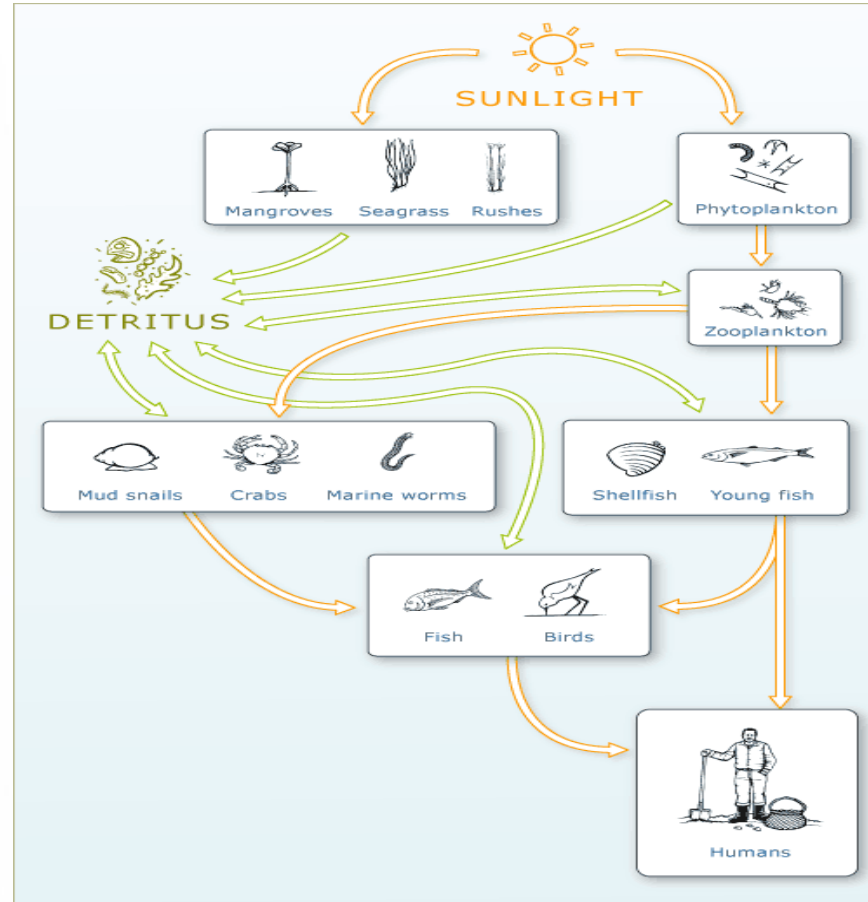 SUNLIGHT
Mangroves Seagrass Rushes
Phytoplankton
DETRITUS
Zooplankton
Mud snails Crabs Marine worms
Shellfish Young fish
Fish Birds
Humans